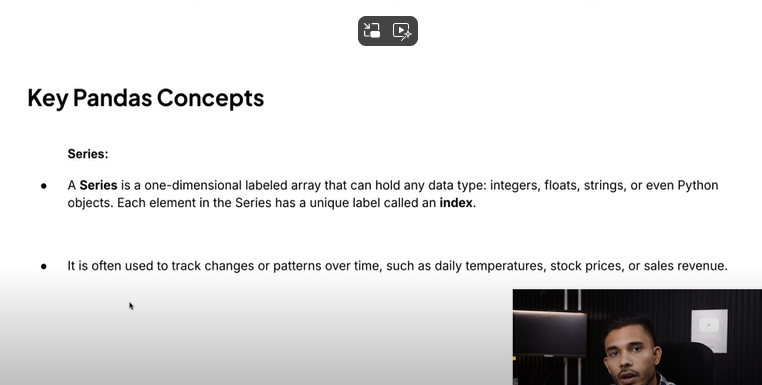 Key Pandas Concepts
Series:
● A Series is a one-dimensional labeled array that can hold any data type: integers, floats, strings, or even Python
objects. Each element in the Series has a unique label called an index.
● It is often used to track changes or patterns over time, such as daily temperatures, stock prices, or sales revenue.